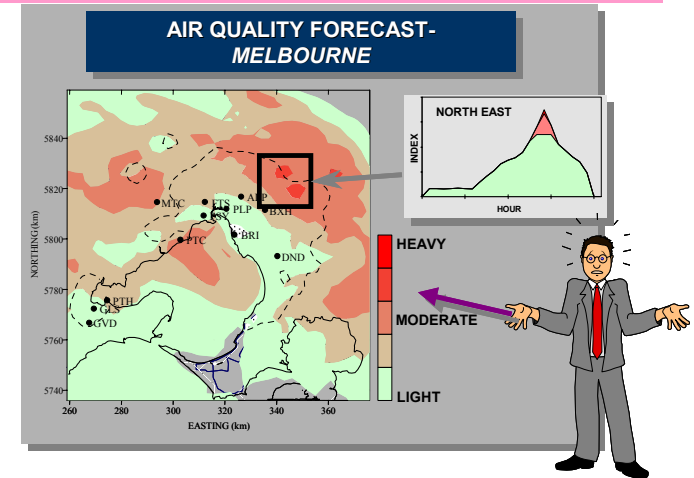 AIR QUALITY FORECAST-
MELBOURNE
NORTH EAST
INDEX
HOUR
5840
5820
5800
5780
5760
5740
NORTHING (km)
MTC
FTS
ALP
PLP
BXH
BRI
PTC
DND
PTH
GLS
GVD
260
280
300
320
340
360
EASTING (km)
HEAVY
MODERATE
LIGHT